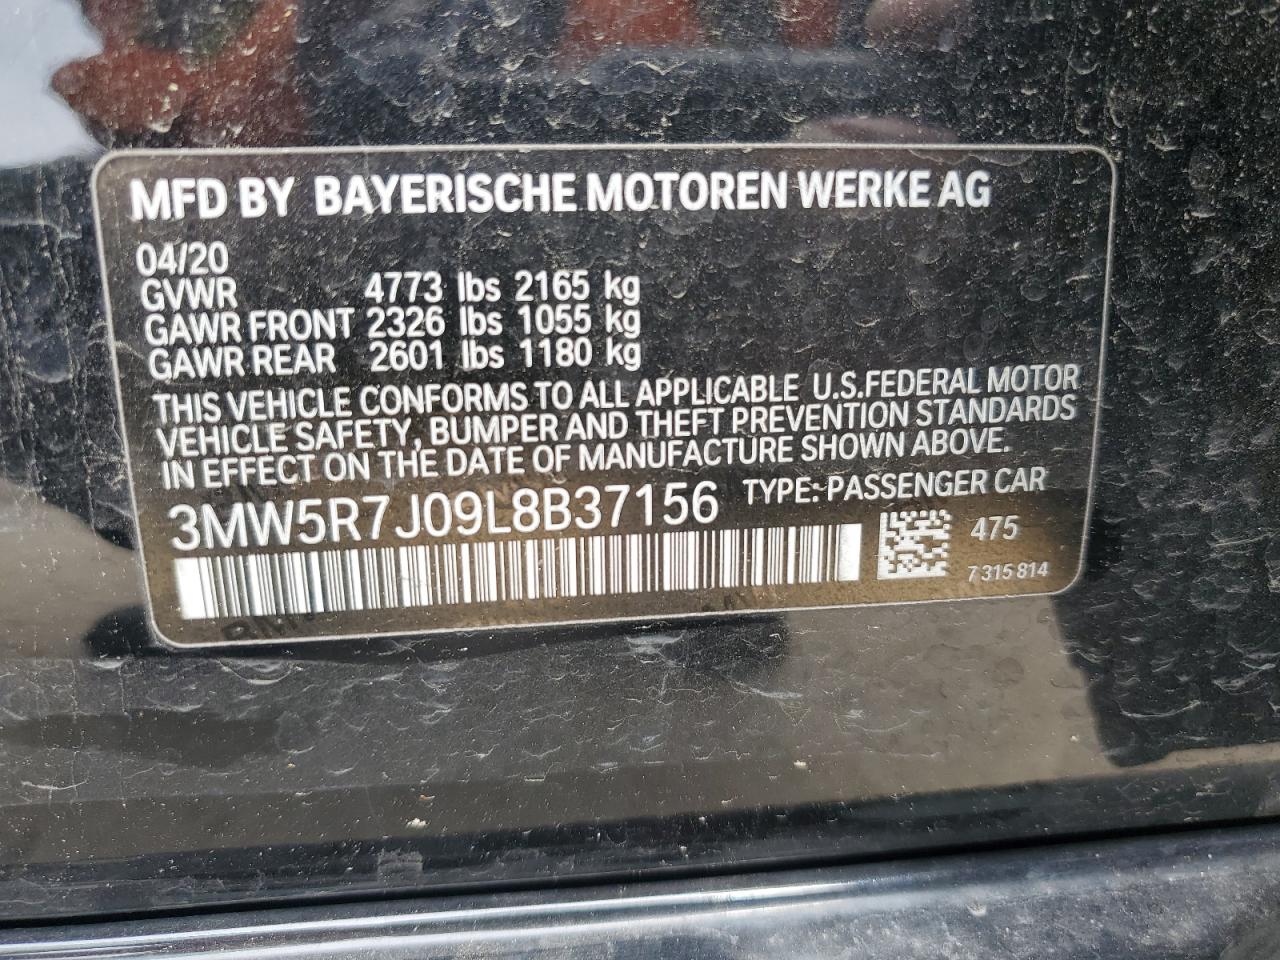 MFD BY BAYERISCHE MOTOREN WERKE AG
04/20
GVWR 4773 lbs 2165 kg
GAWR FRONT 2326 lbs 1055 kg
GAWR REAR 2601 lbs 1180 kg
THIS VEHICLE CONFORMS TO ALL APPLICABLE U.S.FEDERAL MOTOR
VEHICLE SAFETY, BUMPER AND THEFT PREVENTION STANDARDS
IN EFFECT ON THE DATE OF MANUFACTURE SHOWN ABOVE.
3MW5R7J09L8B37156 TYPE: PASSENGER CAR
475
7 315 814